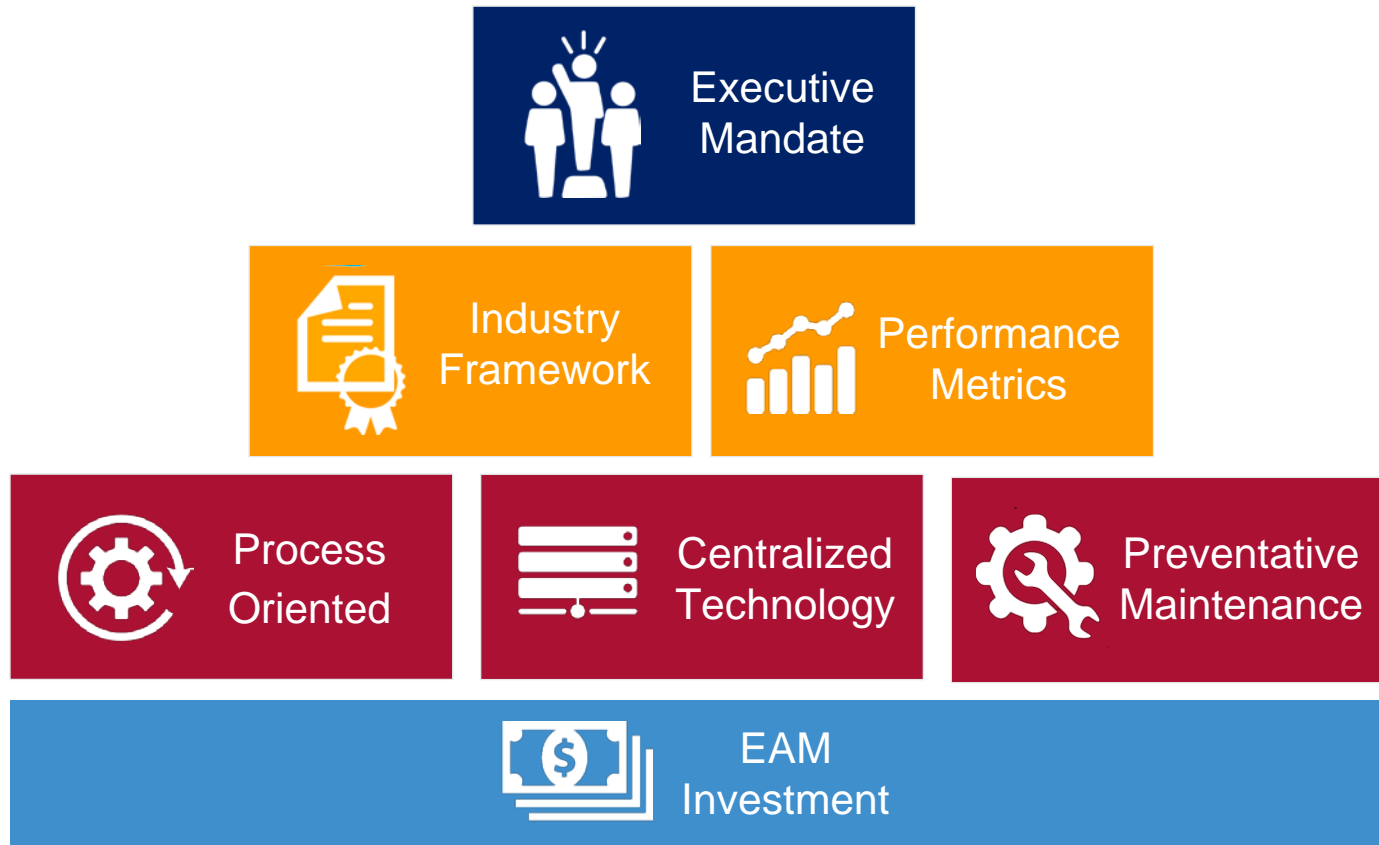 Executive
Mandate
Industry
Framework
Performance
Metrics
Process
Oriented
Centralized
Technology
Preventative
Maintenance
EAM
Investment